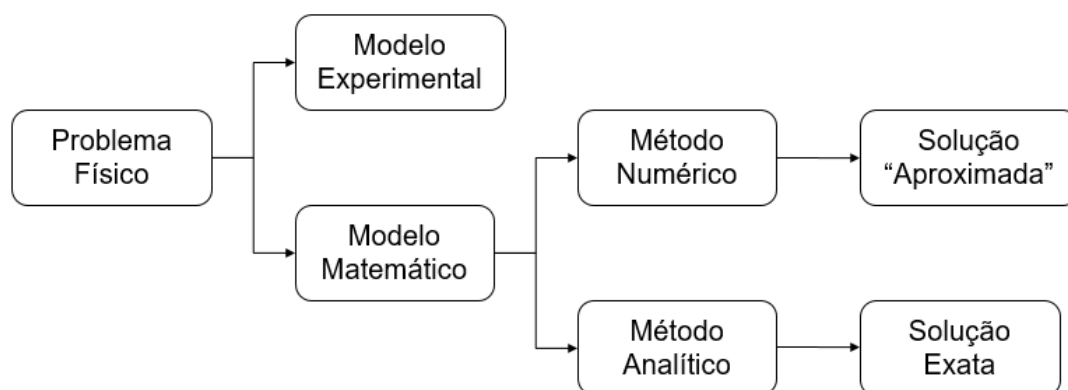 Problema
Físico
Modelo
Experimental
Modelo
Matemático
Método
Numérico
Solução
“Aproximada”
Método
Analítico
Solução
Exata